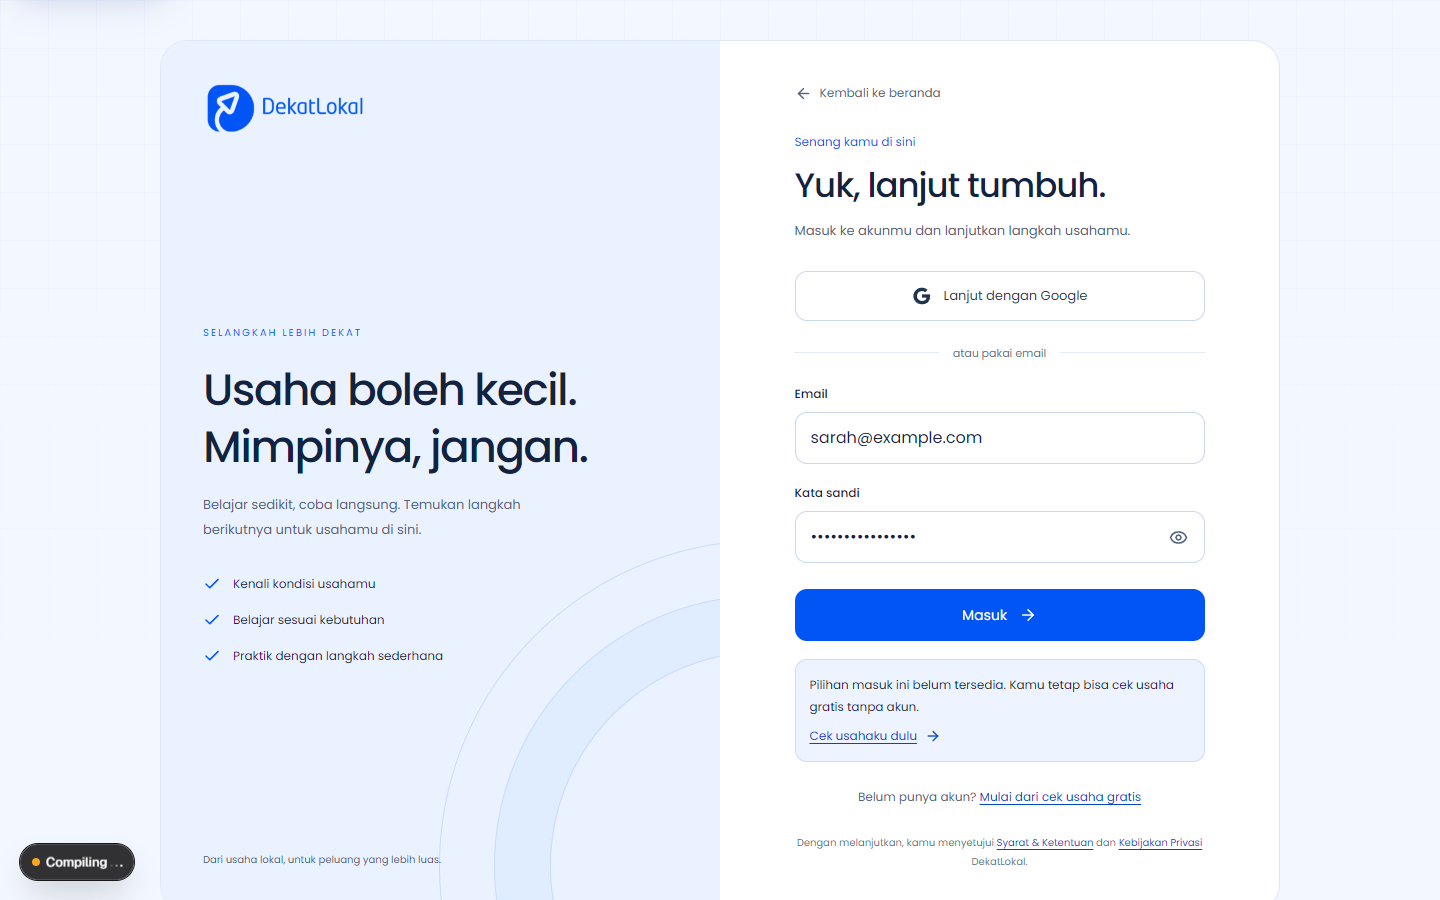 DekatLokal
SELANGKAH LEBIH DEKAT
Usaha boleh kecil.
Mimpinya, jangan.
Belajar sedikit, coba langsung. Temukan langkah
berikutnya untuk usahamu di sini.
Kenali kondisi usahamu
Belajar sesuai kebutuhan
Praktik dengan langkah sederhana
Dari usaha lokal, untuk peluang yang lebih luas.
Kembali ke beranda
Senang kamu di sini
Yuk, lanjut tumbuh.
Masuk ke akunmu dan lanjutkan langkah usahamu.
Lanjut dengan Google
atau pakai email
Email
sarah@example.com
Kata sandi
••••••••••••••••
Masuk
Pilihan masuk ini belum tersedia. Kamu tetap bisa cek usaha
gratis tanpa akun.
Cek usahaku dulu
Belum punya akun? Mulai dari cek usaha gratis
Dengan melanjutkan, kamu menyetujui Syarat & Ketentuan dan Kebijakan Privasi
DekatLokal.
Compiling ...